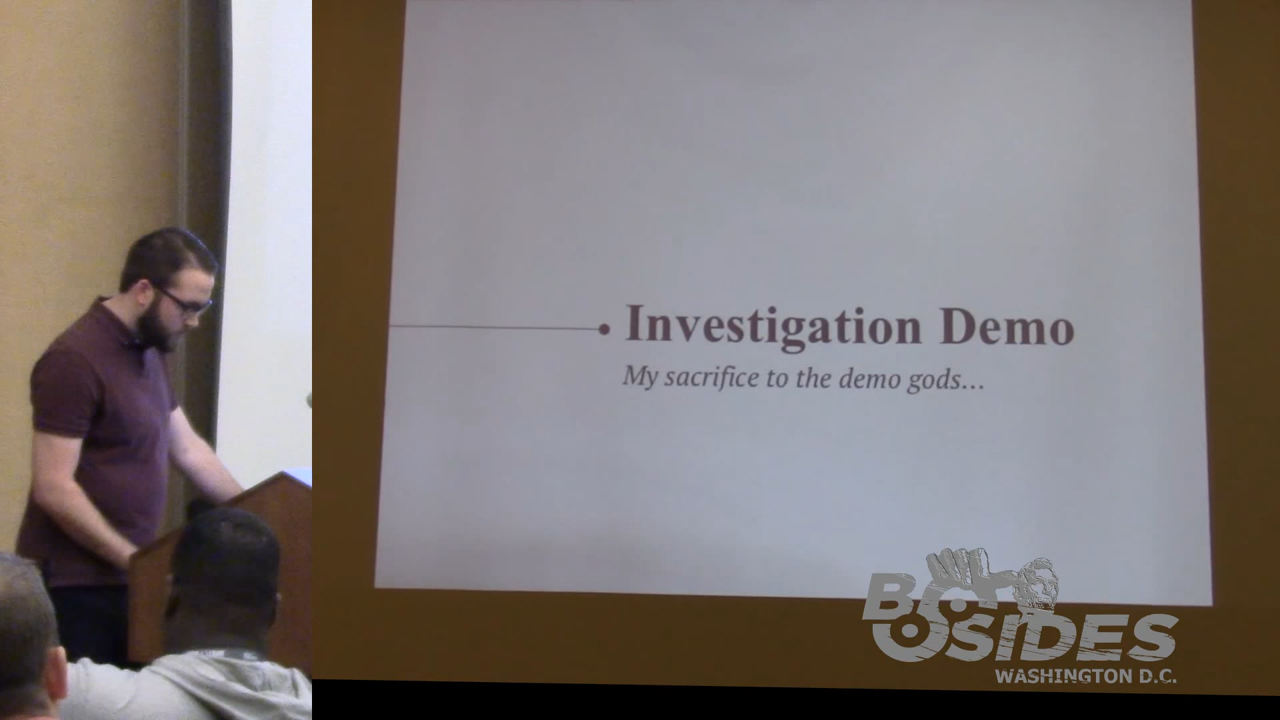 Investigation Demo
My sacrifice to the demo gods...
BSIDES
WASHINGTON D.C.